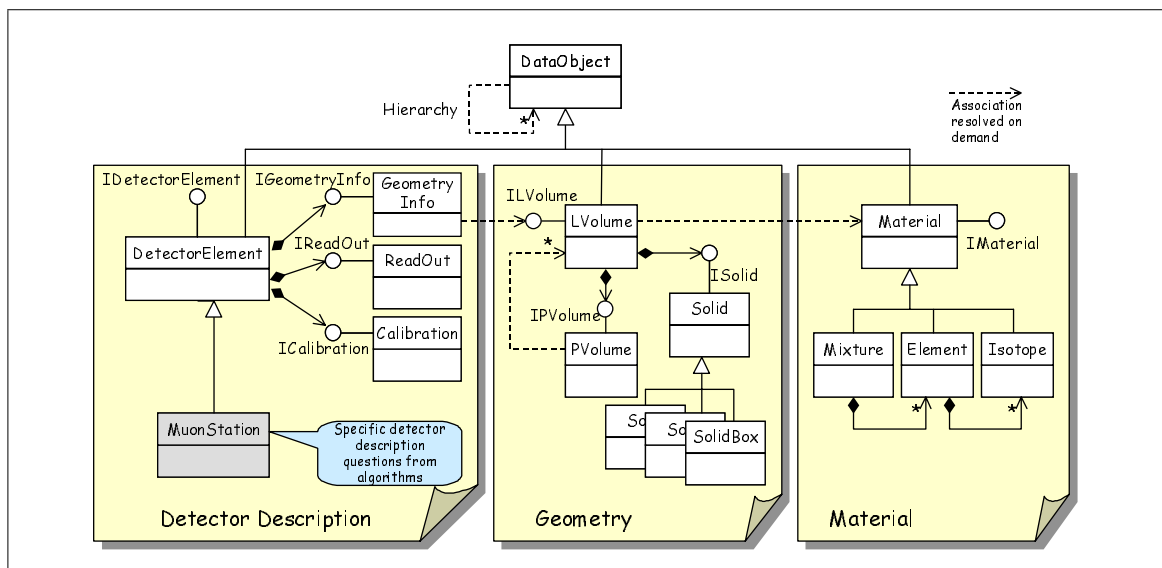 DataObject
Hierarchy
*
Association
resolved on
demand
IDetectorElement
IGeometryInfo
Geometry
Info
DetectorElement
IReadOut
ReadOut
ICalibration
Calibration
MuonStation
Specific detector
description
questions from
algorithms
Detector Description
ILVolume
LVolume
*
ISolid
Solid
IPVolume
PVolume
So
So
SolidBox
Geometry
Material
IMaterial
Mixture
Element
Isotope
*
*
Material